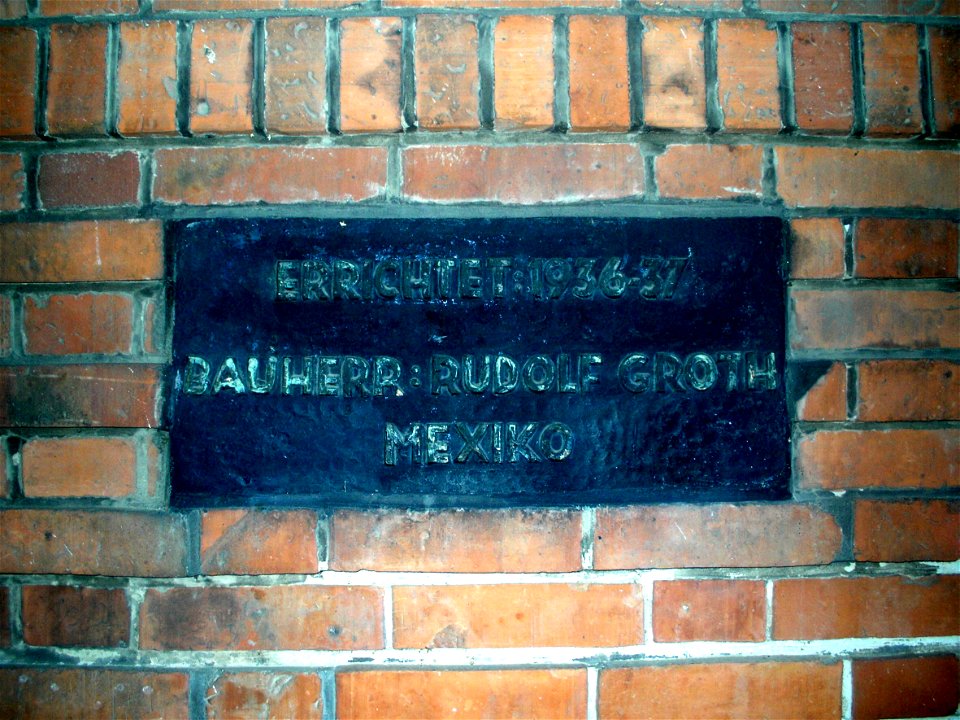 ERRICHTET: 1936-37
BAUHERR: RUDOLF GROTH
MEXIKO